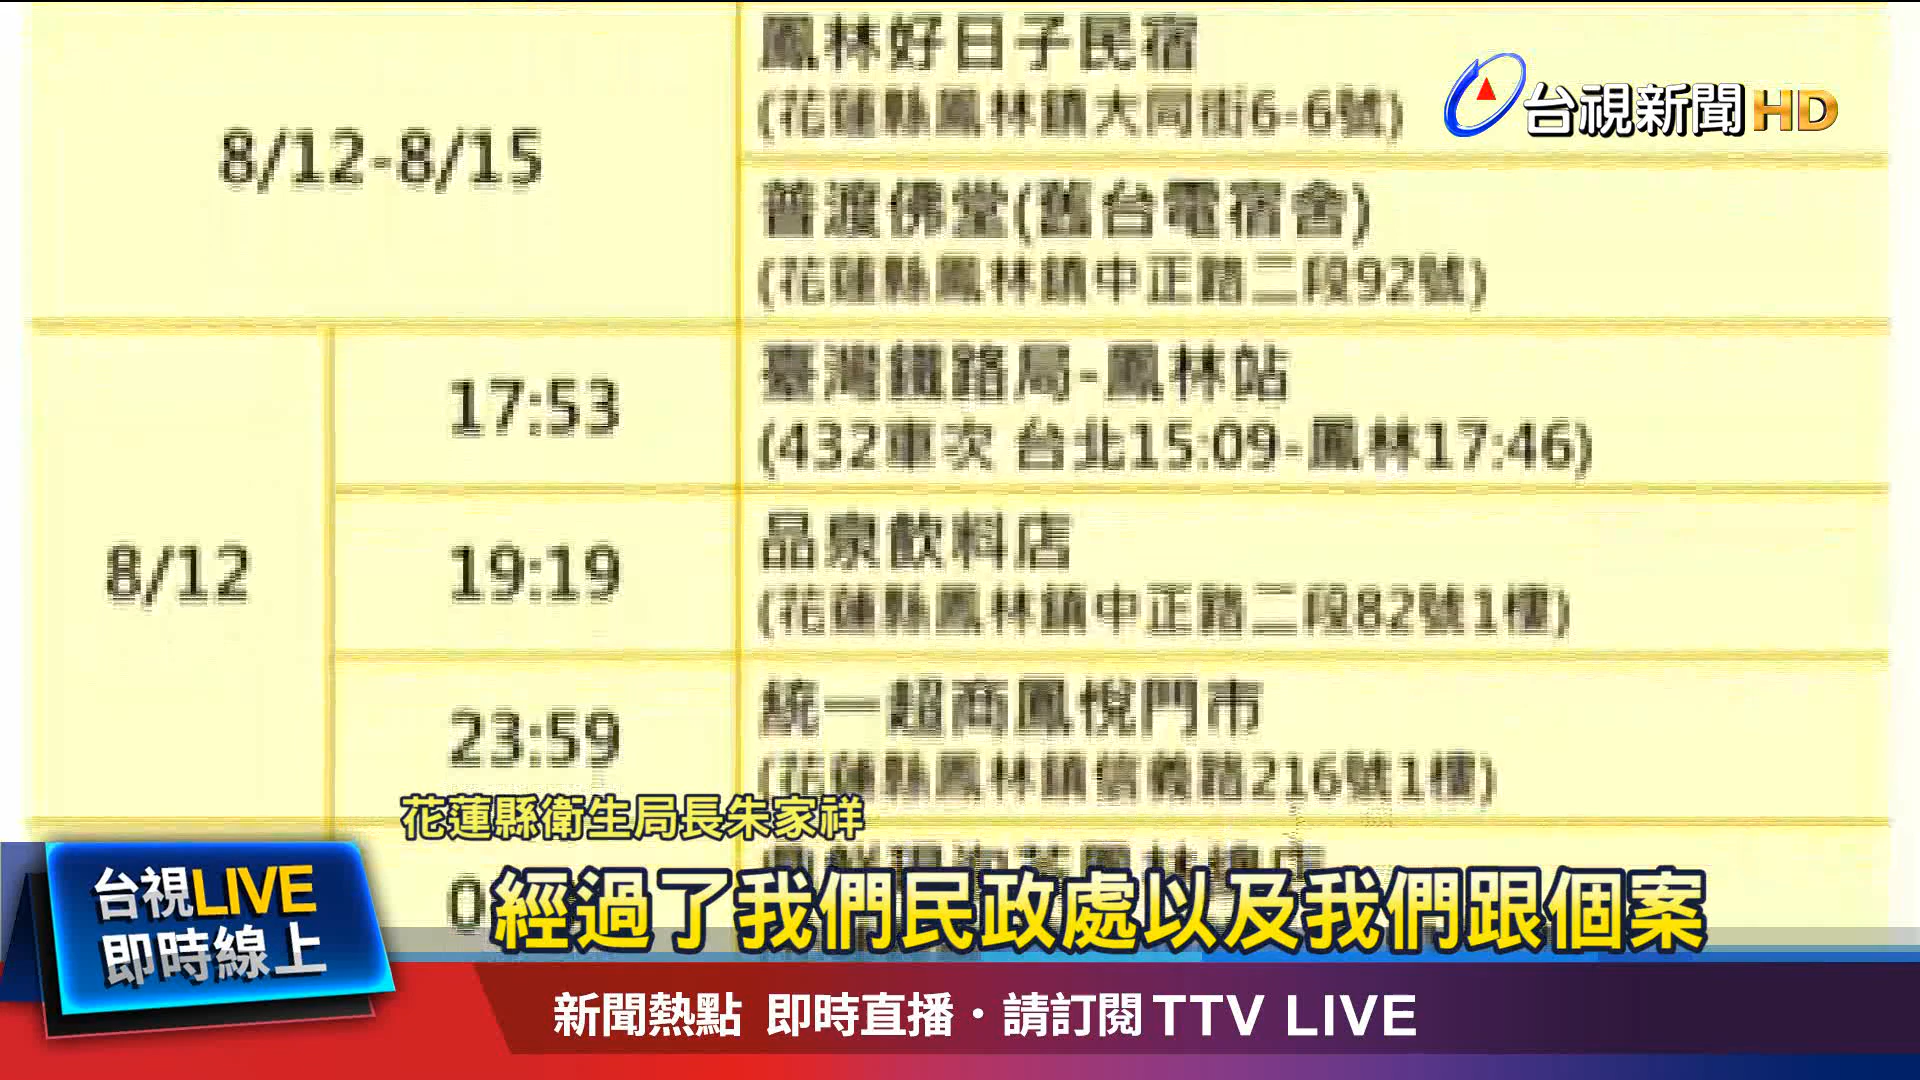 鳳林好日子民宿
(花蓮縣鳳林鎮大同街6-6號)
台視新聞HD
8/12-8/15
普渡佛堂(舊台電宿舍)
(花蓮縣鳳林鎮中正路二段92號)
17:53
臺灣鐵路局-鳳林站
(432車次 台北15:09-鳳林17:46)
8/12
19:19
品泉飲料店
(花蓮縣鳳林鎮中正路二段82號1樓)
23:59
統一超商鳳悅門市
(花蓮縣鳳林鎮信義路216號1樓)
花蓮縣衛生局長朱家祥
經過了我們民政處以及我們跟個案
台視LIVE
即時線上
新聞熱點 即時直播・請訂閱TTV LIVE